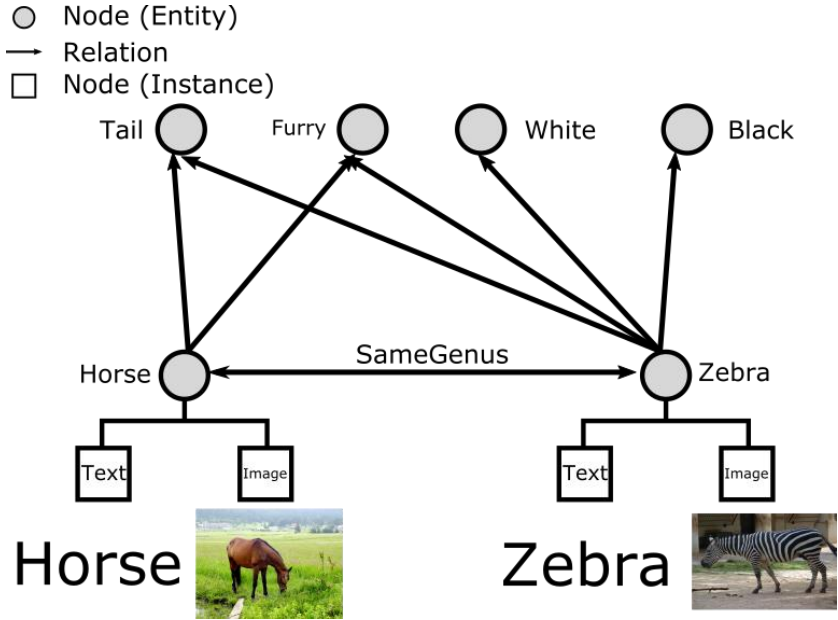 Node (Entity)
Relation
Node (Instance)
Tail
Furry
White
Black
SameGenus
Horse
Zebra
Text
Image
Text
Image
Horse
Zebra